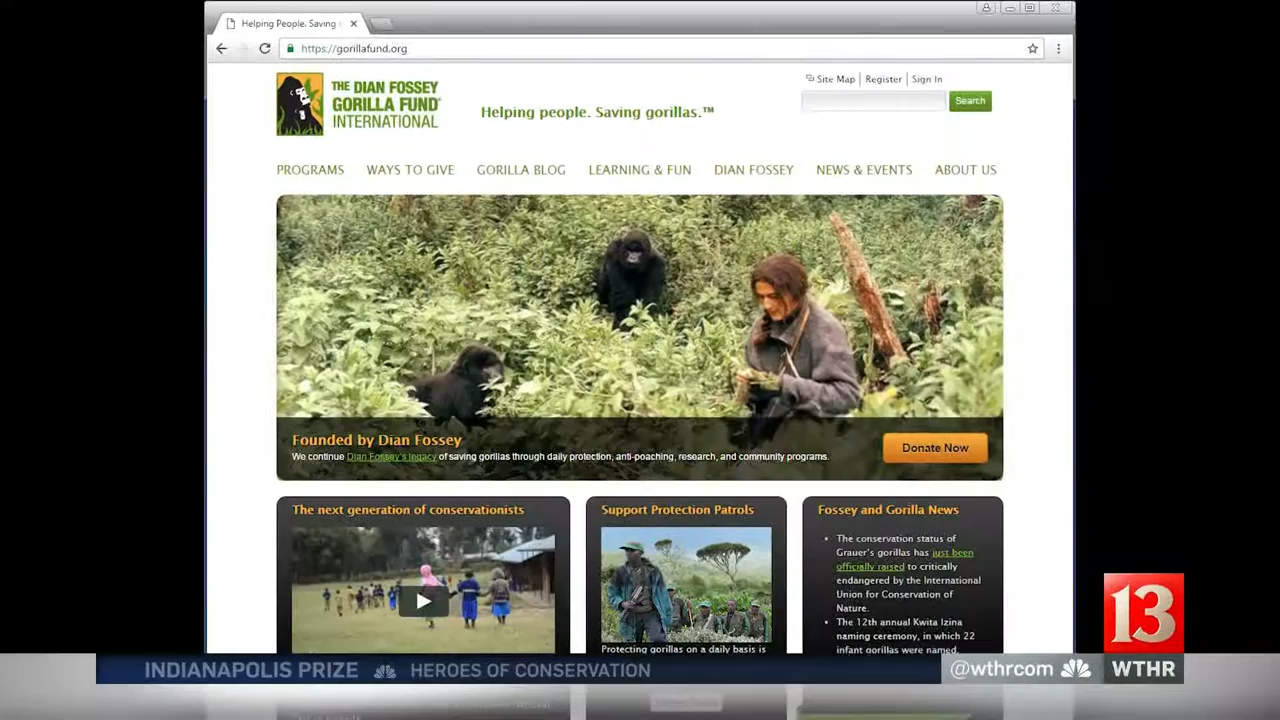 Helping People. Saving
https://gorillafund.org
Site Map | Register | Sign In
THE DIAN FOSSEY
GORILLA FUND
INTERNATIONAL
Helping people. Saving gorillas.™
Search
PROGRAMS WAYS TO GIVE GORILLA BLOG LEARNING & FUN DIAN FOSSEY NEWS & EVENTS ABOUT US
Founded by Dian Fossey
We continue Dian Fossey's legacy of saving gorillas through daily protection, anti-poaching, research, and community programs.
Donate Now
The next generation of conservationists
Support Protection Patrols
Protecting gorillas on a daily basis is
Fossey and Gorilla News
The conservation status of
Grauer's gorillas has just been
officially raised to critically
endangered by the International
Union for Conservation of
Nature.
The 12th annual Kwita Izina
naming ceremony, in which 22
infant gorillas were named,
13
INDIANAPOLIS PRIZE HEROES OF CONSERVATION
@wthrcom WTHR